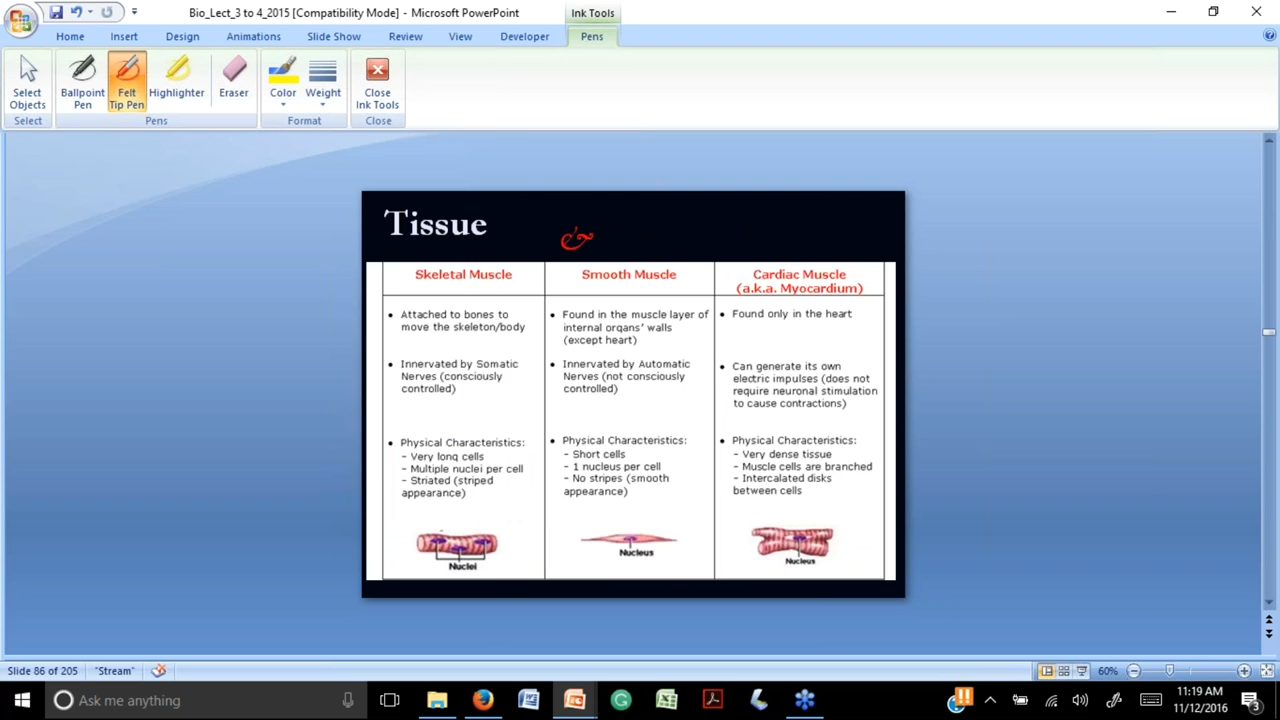 Bio_Lect_3 to 4_2015 [Compatibility Mode] - Microsoft PowerPoint
Ink Tools
Home Insert Design Animations Slide Show Review View Developer Pens
Select Objects
Ballpoint Pen
Felt Tip Pen
Highlighter
Eraser
Color
Weight
Close Ink Tools
Select
Pens
Format
Close
Tissue
Skeletal Muscle
• Attached to bones to
move the skeleton/body
• Innervated by Somatic
Nerves (consciously
controlled)
• Physical Characteristics:
- Very long cells
- Multiple nuclei per cell
- Striated (striped
appearance)
Nuclei
Smooth Muscle
• Found in the muscle layer of
internal organs' walls
(except heart)
• Innervated by Automatic
Nerves (not consciously
controlled)
• Physical Characteristics:
- Short cells
- 1 nucleus per cell
- No stripes (smooth
appearance)
Nucleus
Cardiac Muscle
(a.k.a. Myocardium)
• Found only in the heart
• Can generate its own
electric impulses (does not
require neuronal stimulation
to cause contractions)
• Physical Characteristics:
- Very dense tissue
- Muscle cells are branched
- Intercalated disks
between cells
Nucleus
Slide 86 of 205
"Stream"
60%
Ask me anything
11:19 AM
11/12/2016
3